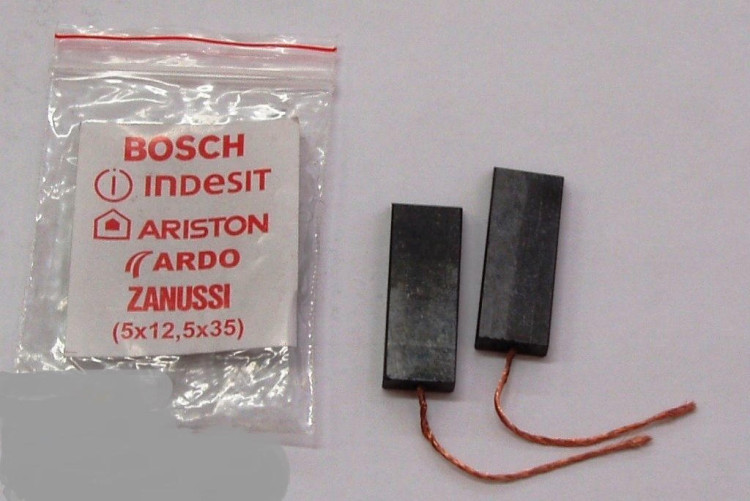 BOSCH
indesit
ARISTON
ARDO
ZANUSSI
(5x12,5x35)